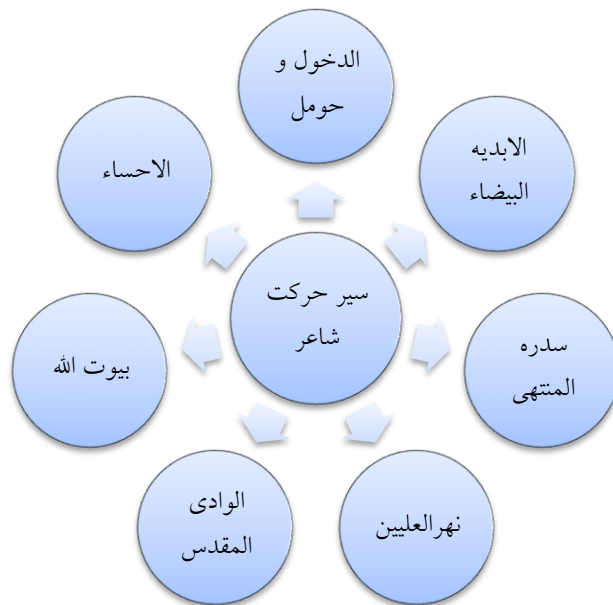 الدخول و
حومل
الابديه
البيضاء
سدره
المنتهی
نهرالعليين
الوادی
المقدس
بيوت الله
الاحساء
سير حركت
شاعر